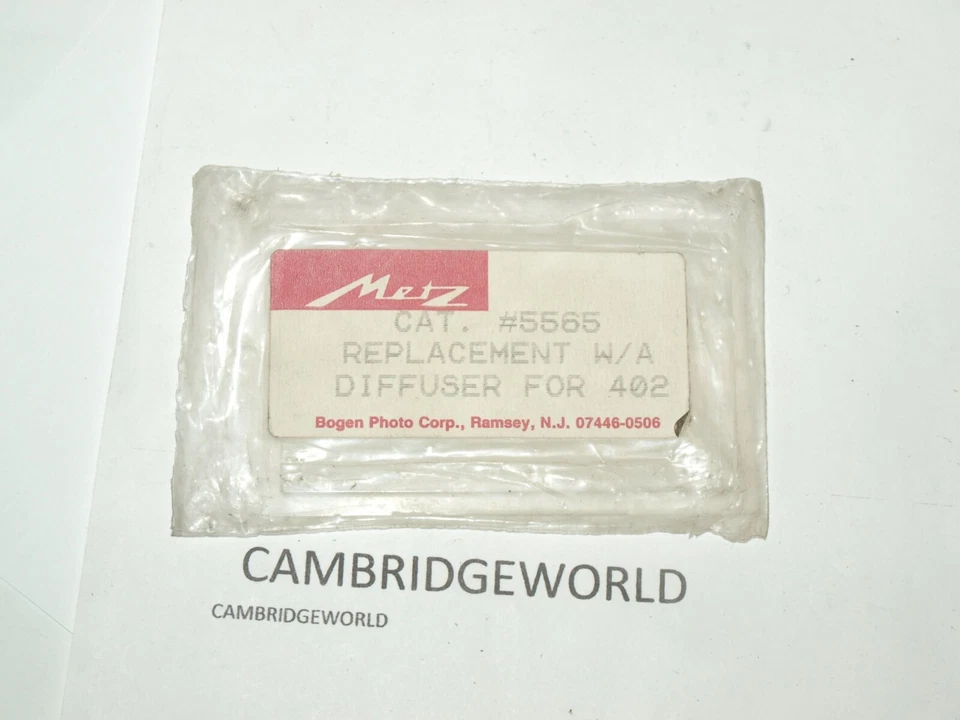 Metz
CAT. #5565
REPLACEMENT W/A
DIFFUSER FOR 402
Bogen Photo Corp., Ramsey, N.J. 07446-0506
CAMBRIDGEWORLD
CAMBRIDGEWORLD